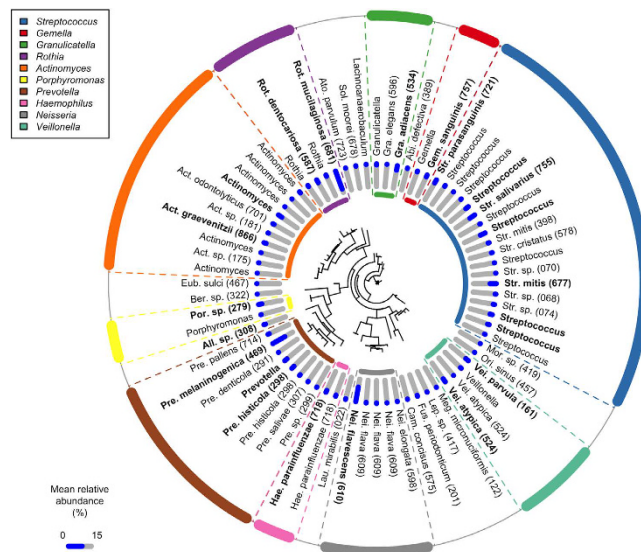 Streptococcus
Gemella
Granulicatella
Rothia
Actinomyces
Porphyromonas
Prevotella
Haemophilus
Neisseria
Veillonella
Granulicatella
Gra. elegans (596)
Gra. adiacens (534)
Abi. defectiva (389)
Gemella
Gem. sanguinis (757)
Str. parasanguinis (721)
Streptococcus
Streptococcus
Streptococcus
Streptococcus
Str. salivarius (755)
Streptococcus
Streptococcus
Str. mitis (398)
Str. cristatus (578)
Streptococcus
Str. sp. (070)
Str. mitis (677)
Str. sp. (068)
Str. sp. (074)
Streptococcus
Streptococcus
Streptococcus
Mor. sp. (419)
Ori. sinus (457)
Vei. parvula (161)
Veillonella
Vei. atypica (524)
Vei. atypica (524)
Meg. micronuciformis (122)
Lep. sp. (417)
Fus. periodonticum (201)
Cam. concisus (575)
Nei. elongata (598)
Nei. flava (609)
Nei. flava (609)
Nei. flava (609)
Nei. flavescens (610)
Lau. mirabilis (022)
Hae. parainfluenzae (718)
Hae. parainfluenzae (718)
Pre. sp. (299)
Pre. salivae (307)
Pre. histicola (298)
Pre. histicola (298)
Prevotella
Pre. denticola (291)
Pre. melaninogenica (469)
Pre. pallens (714)
All. sp. (308)
Porphyromonas
Por. sp. (279)
Ber. sp. (322)
Eub. sulci (467)
Actinomyces
Act. sp. (175)
Actinomyces
Act. graevenitzii (866)
Act. sp. (181)
Act. odontolyticus (701)
Actinomyces
Actinomyces
Actinomyces
Actinomyces
Rothia
Rot. dentocariosa (587)
Rothia
Rot. mucilaginosa (681)
Ato. parvulum (723)
Sol. moorei (678)
Lachnoanaerobaculum
Mean relative
abundance
(%)
0 15